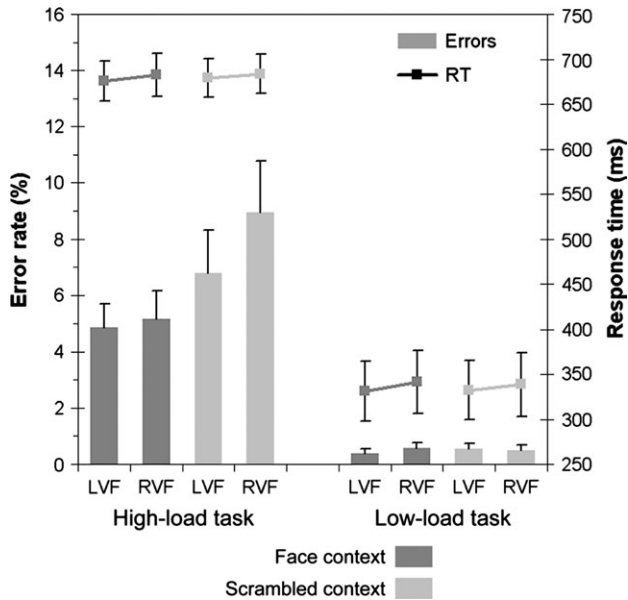 16
14
12
10
8
6
4
2
0
Error rate (%)
750
700
650
600
550
500
450
400
350
300
250
Response time (ms)
Errors
RT
LVF RVF LVF RVF LVF RVF LVF RVF
High-load task Low-load task
Face context
Scrambled context